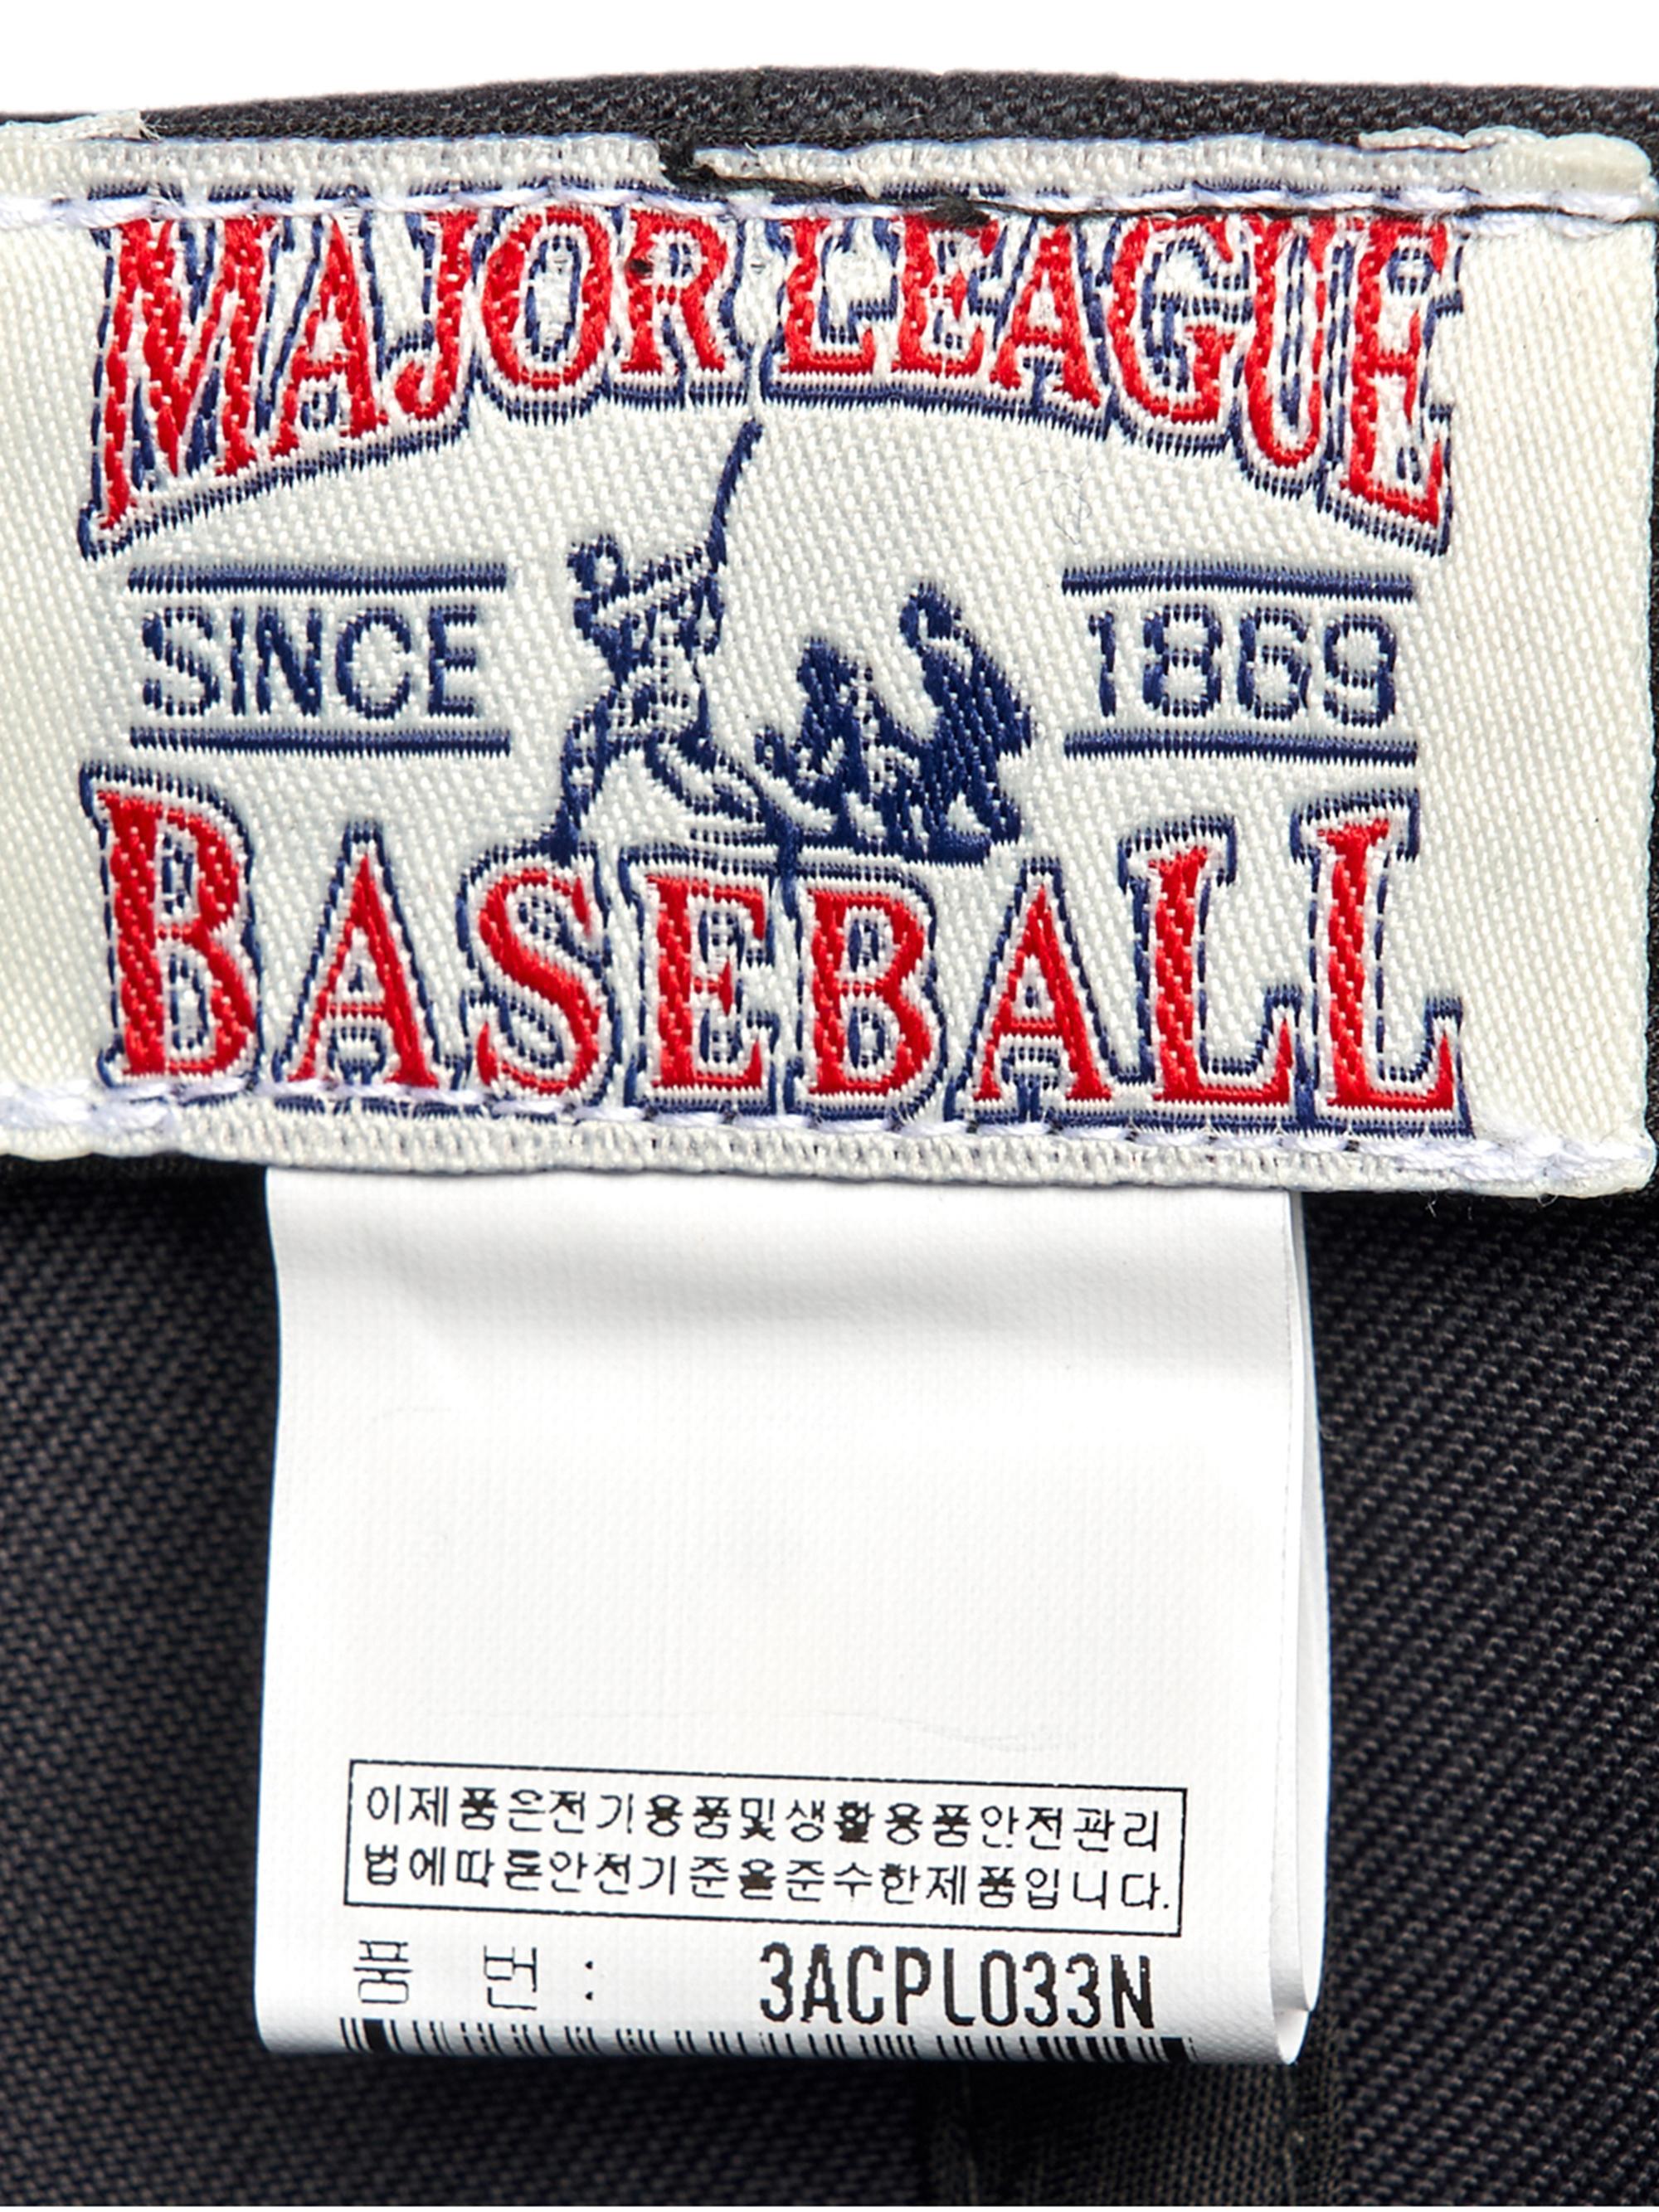 MAJOR LEAGUE
SINCE 1869
BASEBALL
이제품은전기용품및생활용품안전관리
법에따른안전기준을준수한제품입니다.
품 번 : 3ACPL033N